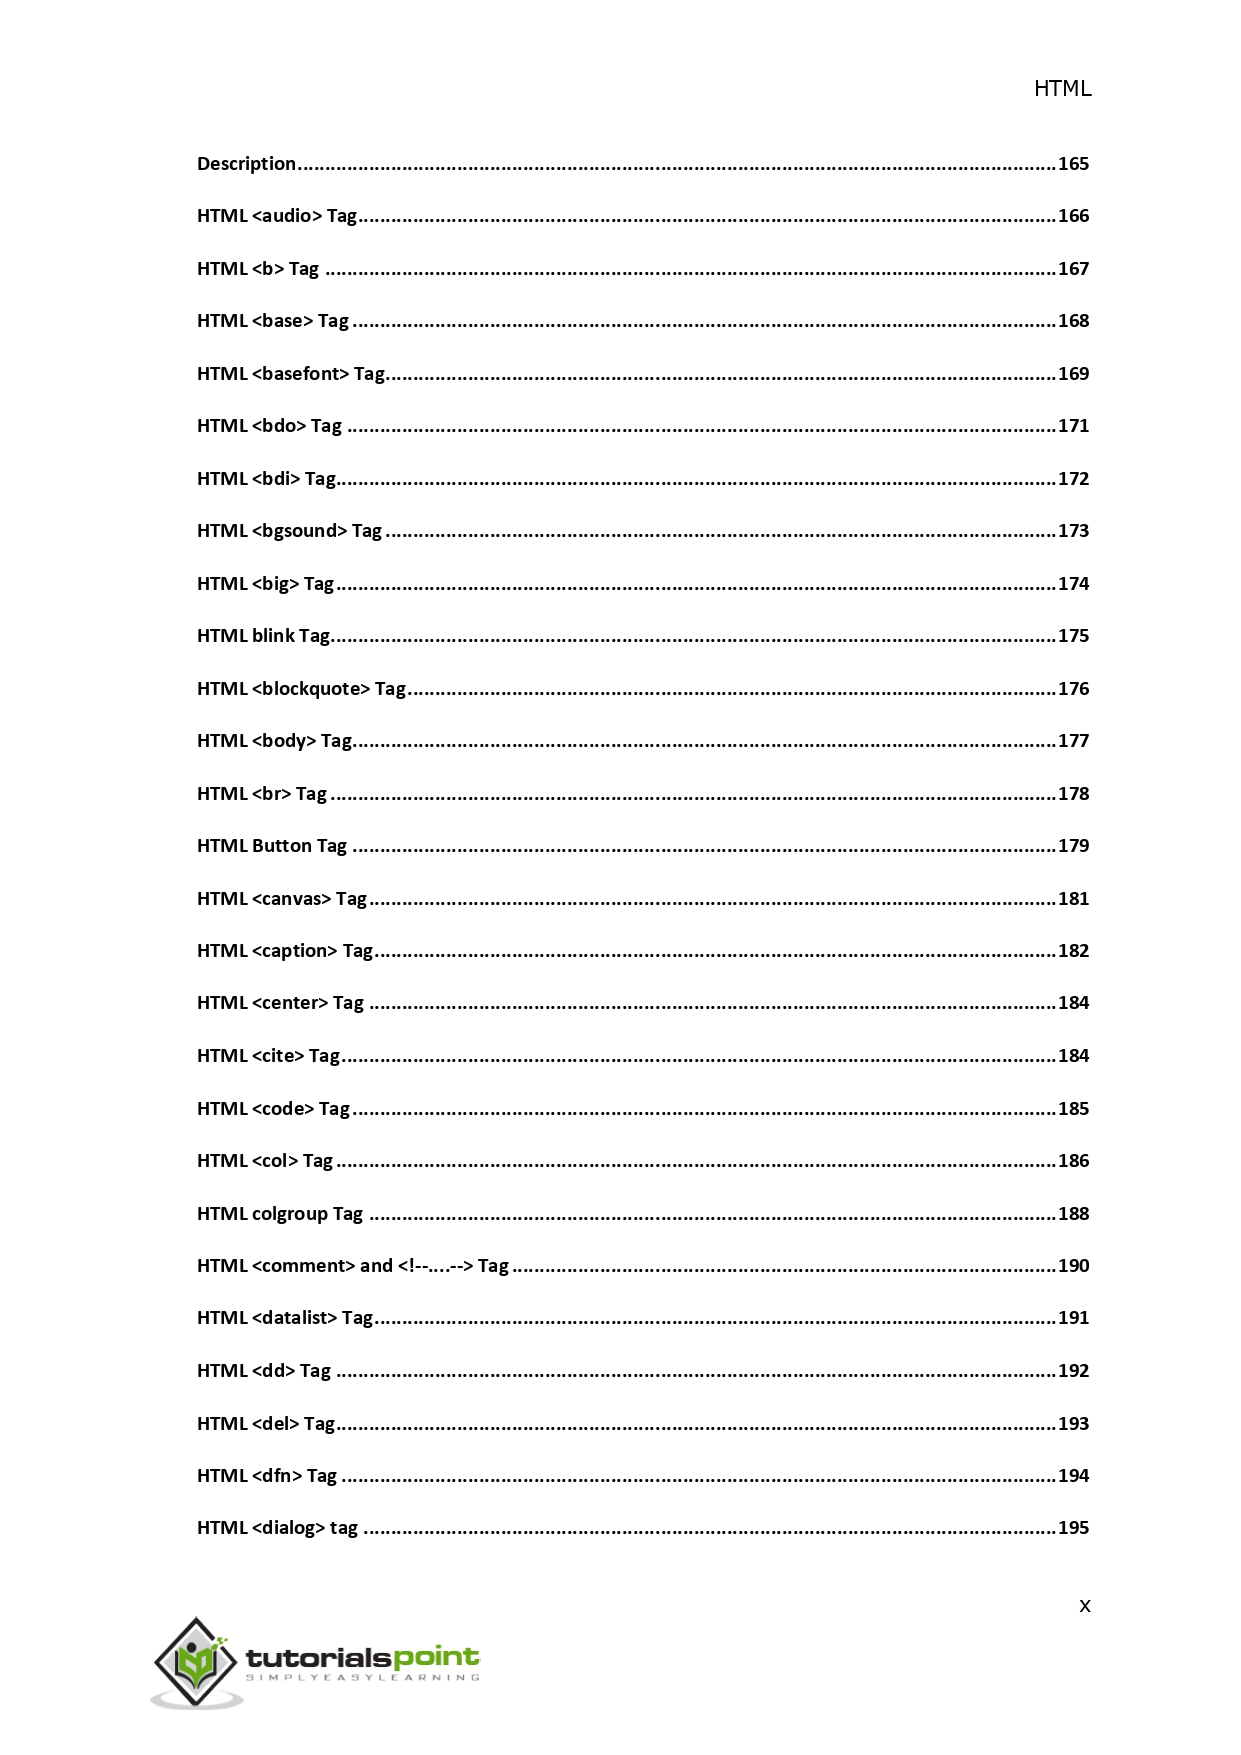 HTML
Description........................................................................................................................................165
HTML <audio> Tag.............................................................................................................................166
HTML <b> Tag ...................................................................................................................................167
HTML <base> Tag ..............................................................................................................................168
HTML <basefont> Tag........................................................................................................................169
HTML <bdo> Tag ...............................................................................................................................171
HTML <bdi> Tag.................................................................................................................................172
HTML <bgsound> Tag ........................................................................................................................173
HTML <big> Tag .................................................................................................................................174
HTML blink Tag..................................................................................................................................175
HTML <blockquote> Tag....................................................................................................................176
HTML <body> Tag..............................................................................................................................177
HTML <br> Tag ..................................................................................................................................178
HTML Button Tag ..............................................................................................................................179
HTML <canvas> Tag ...........................................................................................................................181
HTML <caption> Tag..........................................................................................................................182
HTML <center> Tag ...........................................................................................................................184
HTML <cite> Tag................................................................................................................................184
HTML <code> Tag ..............................................................................................................................185
HTML <col> Tag .................................................................................................................................186
HTML colgroup Tag ...........................................................................................................................188
HTML <comment> and <!--....--> Tag .................................................................................................190
HTML <datalist> Tag..........................................................................................................................191
HTML <dd> Tag .................................................................................................................................192
HTML <del> Tag.................................................................................................................................193
HTML <dfn> Tag ................................................................................................................................194
HTML <dialog> tag ............................................................................................................................195
x
tutorialspoint
SIMPLYEASYLEARNING